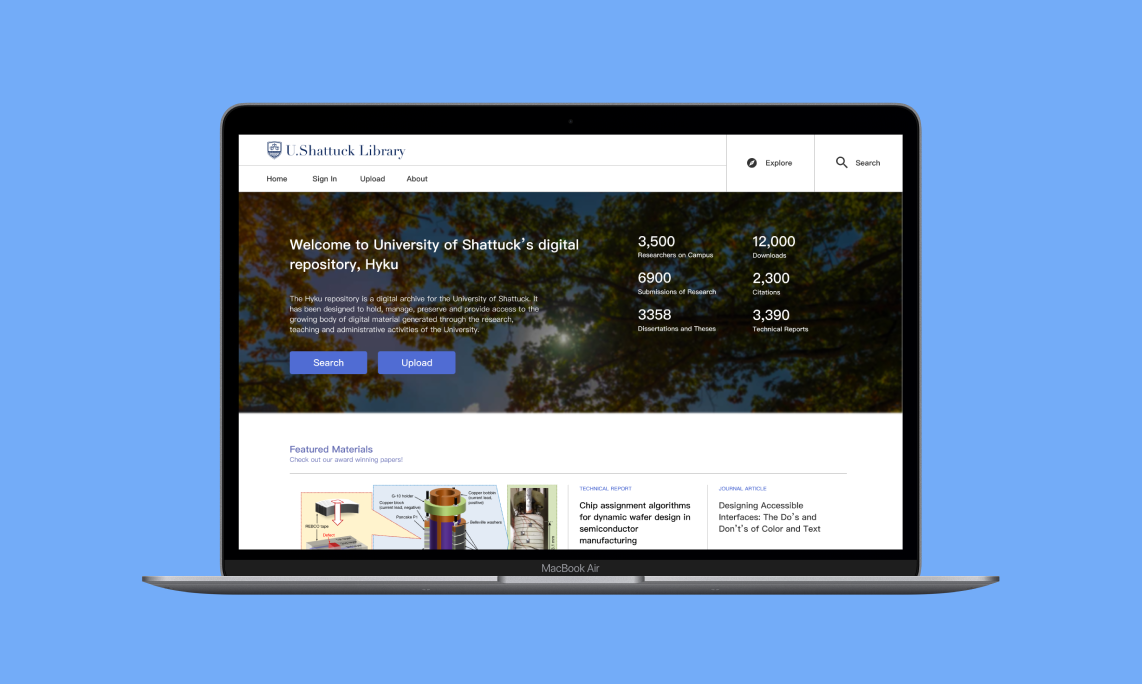 U.Shattuck Library
Explore
Search
Home
Sign In
Upload
About
Welcome to University of Shattuck's digital
repository, Hyku
The Hyku repository is a digital archive for the University of Shattuck. It
has been designed to hold, manage, preserve and provide access to the
growing body of digital material generated through the research,
teaching and administrative activities of the University.
Search
Upload
3,500
Researchers on Campus
12,000
Downloads
6900
Submissions of Research
2,300
Citations
3358
Dissertations and Theses
3,390
Technical Reports
Featured Materials
Check out our award winning papers!
G-10 holder
Copper block
(current lead, negative)
Pancake P1
Copper bobbin
(current lead,
positive)
Belleville washers
REBCO tape
Defect
TECHNICAL REPORT
Chip assignment algorithms
for dynamic wafer design in
semiconductor
manufacturing
JOURNAL ARTICLE
Designing Accessible
Interfaces: The Do's and
Don't's of Color and Text
MacBook Air